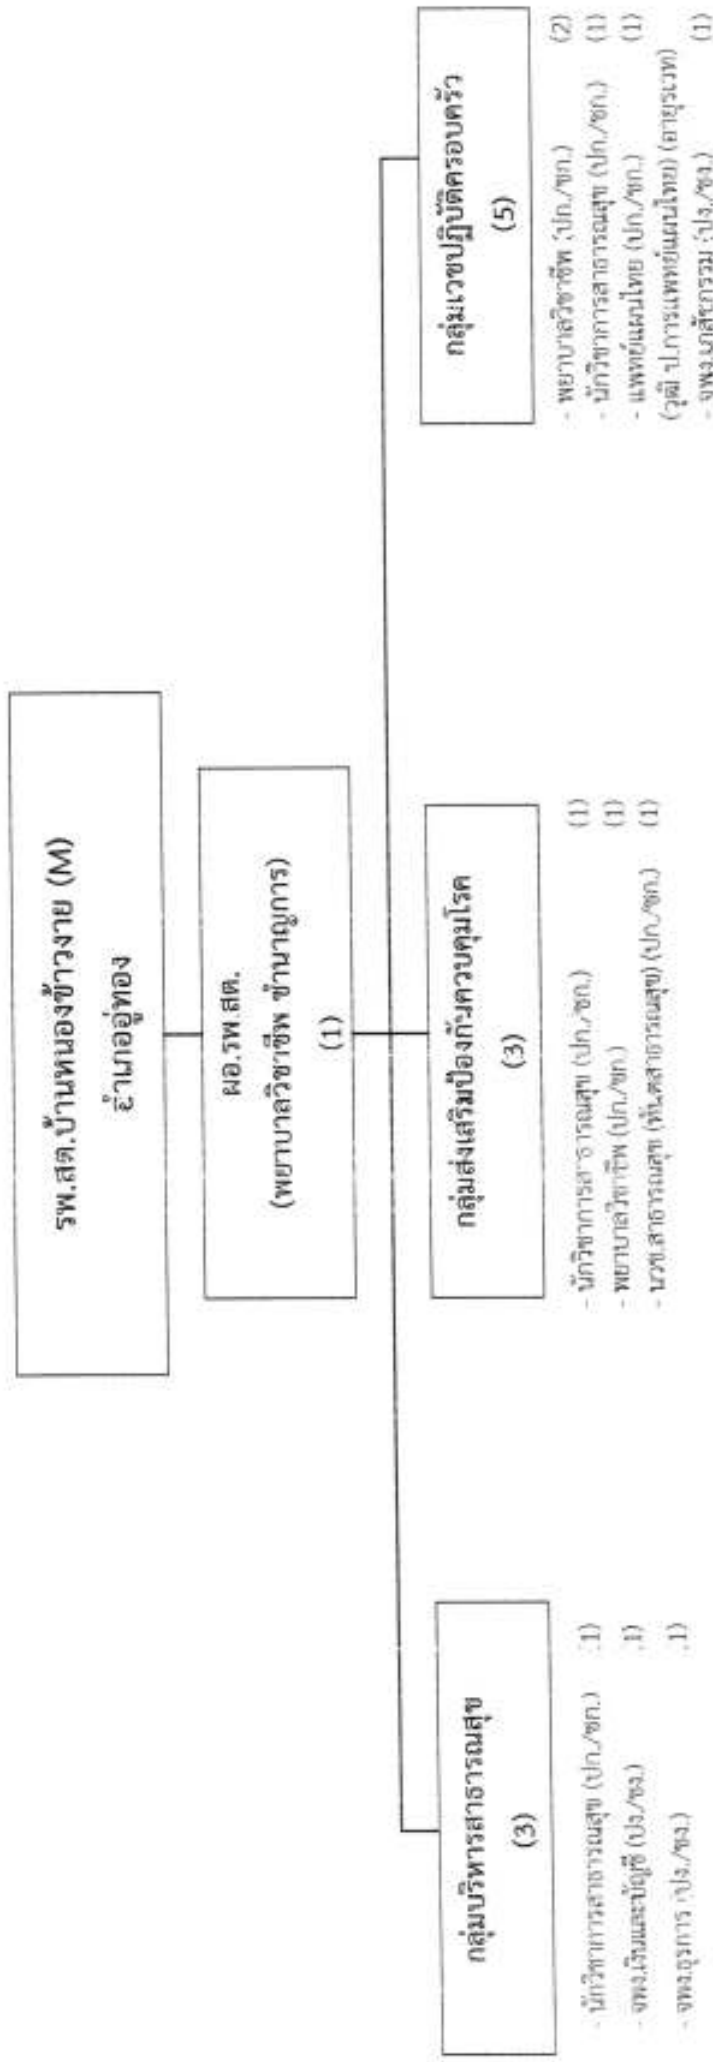 รพ.สต.บ้านหนองข้าวงาย (M)
อำเภออู่ทอง
ผอ.รพ.สต.
(พยาบาลวิชาชีพ ชำนาญการ)
(1)
กลุ่มบริหารสาธารณสุข
(3)
- นักวิชาการสาธารณสุข (ปก./ชก.) (1)
- จพง.เงินและบัญชี (ปง./ชง.) (1)
- จพง.ธุรการ (ปง./ชง.) (1)
กลุ่มส่งเสริมป้องกันควบคุมโรค
(3)
- นักวิชาการสาธารณสุข (ปก./ชก.) (1)
- พยาบาลวิชาชีพ (ปก./ชก.) (1)
- นวช.สาธารณสุข (ทันตสาธารณสุข) (ปก./ชก.) (1)
กลุ่มเวชปฏิบัติครอบครัว
(5)
- พยาบาลวิชาชีพ (ปก./ชก.) (2)
- นักวิชาการสาธารณสุข (ปก./ชก.) (1)
- แพทย์แผนไทย (ปก./ชก.) (1)
(วุฒิ ป.การแพทย์แผนไทย) (อายุรเวท)
- จพง.เภสัชกรรม (ปง./ชง.) (1)